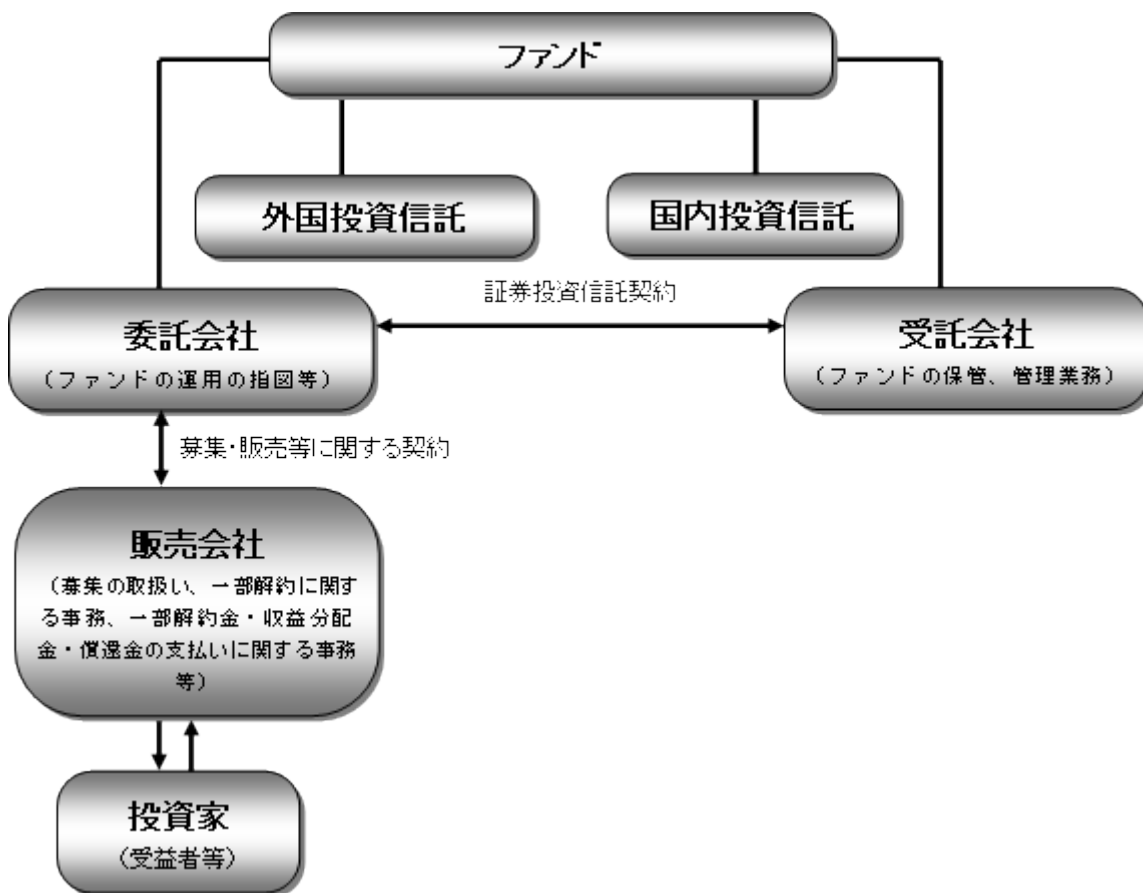 ファンド
外国投資信託
国内投資信託
証券投資信託契約
委託会社
（ファンドの運用の指図等）
受託会社
（ファンドの保管、管理業務）
募集・販売等に関する契約
販売会社
（募集の取扱い、一部解約に関す
る事務、一部解約金・収益分配
金・償還金の支払いに関する事務
等）
投資家
（受益者等）